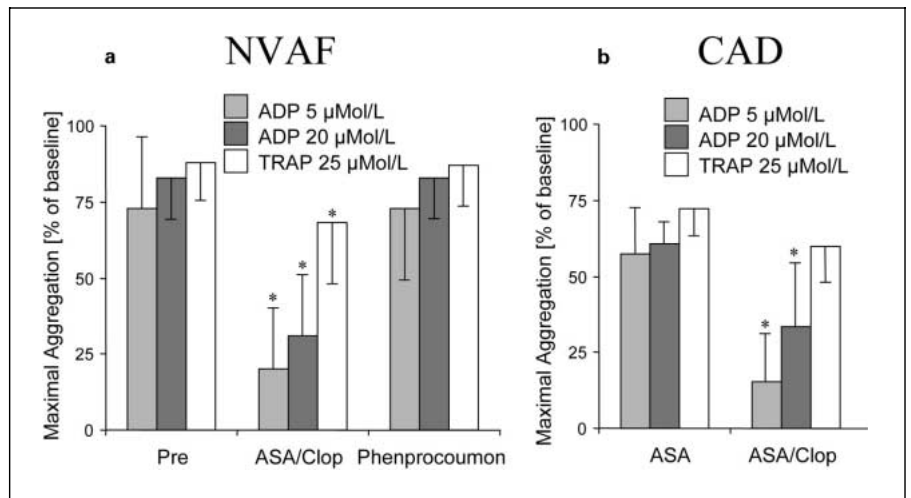 a NVAF
ADP 5 µMol/L
ADP 20 µMol/L
TRAP 25 µMol/L
Maximal Aggregation [% of baseline]
100
75
50
25
0
* * *
Pre ASA/Clop Phenprocoumon
b CAD
ADP 5 µMol/L
ADP 20 µMol/L
TRAP 25 µMol/L
Maximal Aggregation [% of baseline]
100
75
50
25
0
* *
ASA ASA/Clop